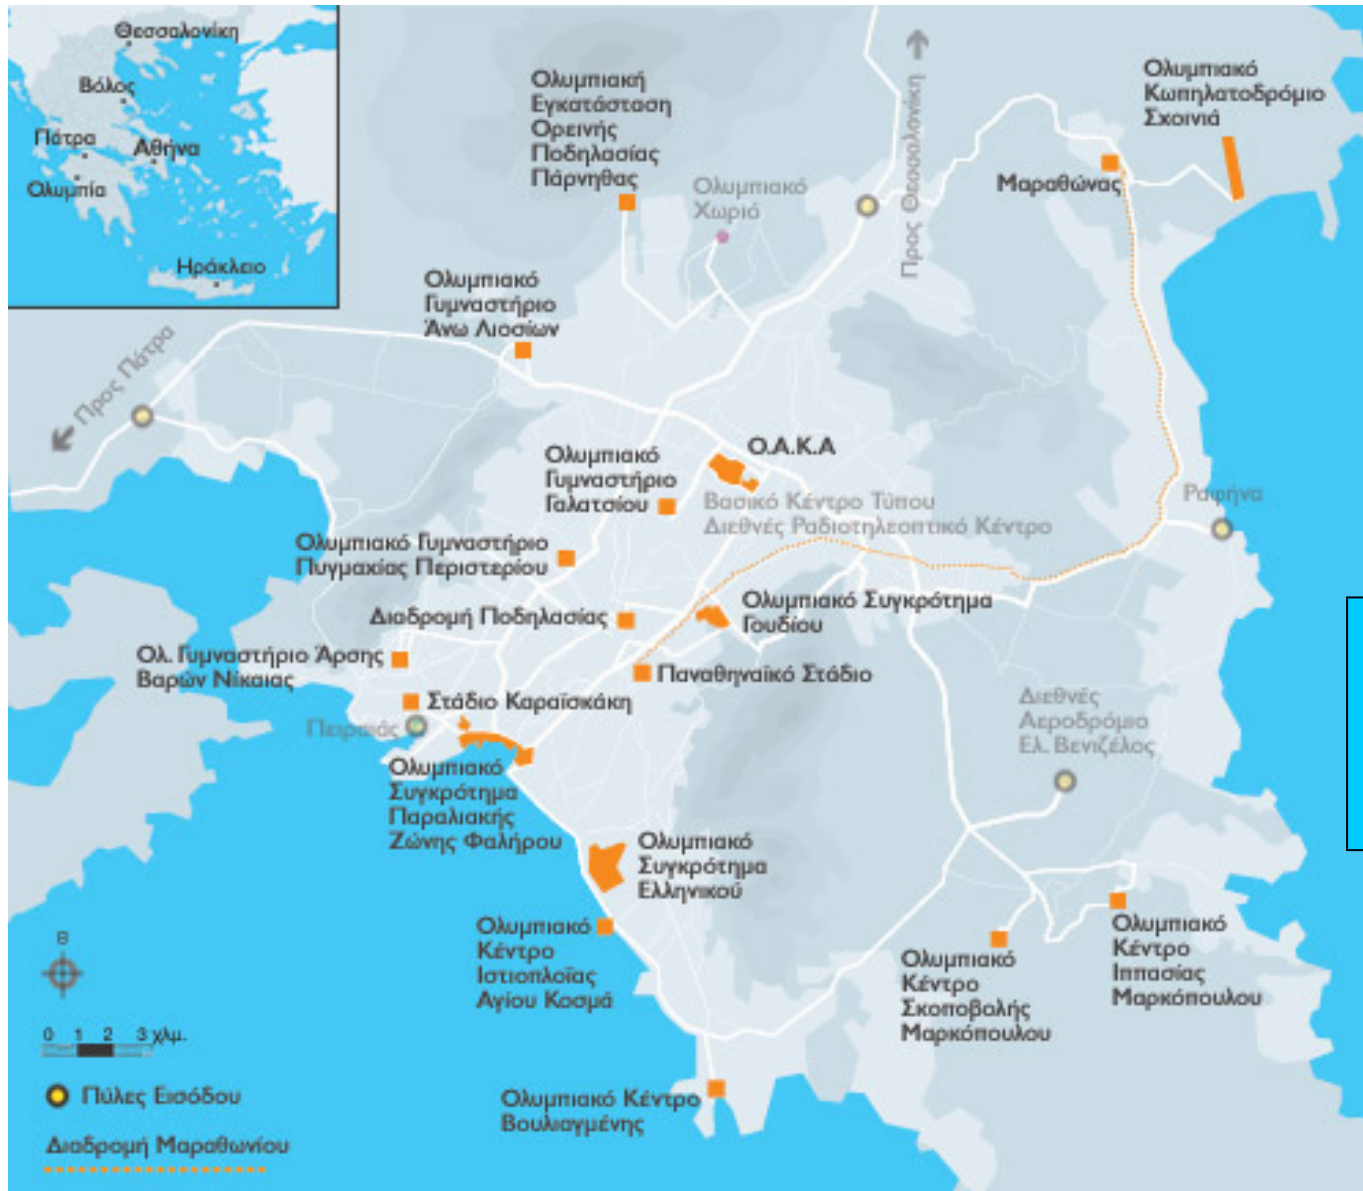 Θεσσαλονίκη
Βόλος
Πάτρα
Αθήνα
Ολυμπία
Ηράκλειο
Ολυμπιακή
Εγκατάσταση
Ορεινής
Ποδηλασίας
Πάρνηθας
Ολυμπιακό
Χωριό
Προς Θεσσαλονίκη
Ολυμπιακό
Κωπηλατοδρόμιο
Σχοινιά
Μαραθώνας
Ολυμπιακό
Γυμναστήριο
Άνω Λιοσίων
Προς Πάτρα
Ο.Α.Κ.Α
Βασικό Κέντρο Τύπου
Διεθνές Ραδιοτηλεοπτικό Κέντρο
Ολυμπιακό
Γυμναστήριο
Γαλατσίου
Ραφήνα
Ολυμπιακό Γυμναστήριο
Πυγμαχίας Περιστερίου
Διαδρομή Ποδηλασίας
Ολυμπιακό Συγκρότημα
Γουδίου
Ολ. Γυμναστήριο Άρσης
Βαρών Νίκαιας
Παναθηναϊκό Στάδιο
Στάδιο Καραϊσκάκη
Πειραιάς
Διεθνές
Αεροδρόμιο
Ελ. Βενιζέλος
Ολυμπιακό
Συγκρότημα
Παραλιακής
Ζώνης Φαλήρου
Ολυμπιακό
Συγκρότημα
Ελληνικού
Ολυμπιακό
Κέντρο
Ιστιοπλοΐας
Αγίου Κοσμά
Ολυμπιακό
Κέντρο
Σκοποβολής
Μαρκόπουλου
Ολυμπιακό
Κέντρο
Ιππασίας
Μαρκόπουλου
Ολυμπιακό Κέντρο
Βουλιαγμένης
Β
0 1 2 3 χλμ.
Πύλες Εισόδου
Διαδρομή Μαραθωνίου